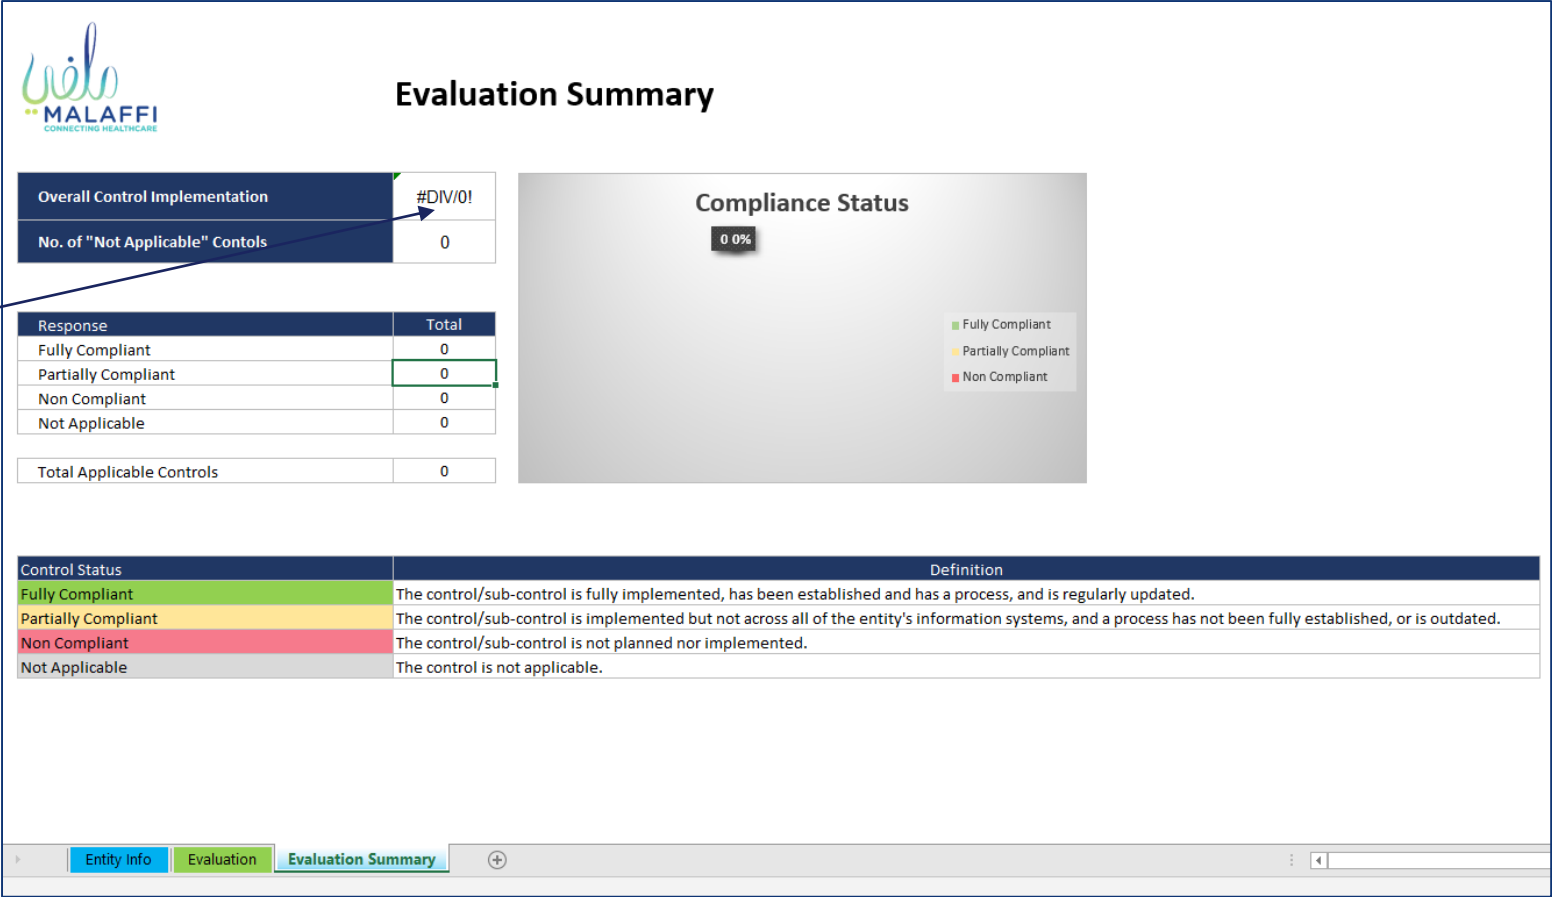 ملفي
MALAFFI
CONNECTING HEALTHCARE
Evaluation Summary
Overall Control Implementation #DIV/0!
No. of "Not Applicable" Contols 0
Compliance Status
0 0%
Fully Compliant
Partially Compliant
Non Compliant
Response Total
Fully Compliant 0
Partially Compliant 0
Non Compliant 0
Not Applicable 0
Total Applicable Controls 0
Control Status Definition
Fully Compliant The control/sub-control is fully implemented, has been established and has a process, and is regularly updated.
Partially Compliant The control/sub-control is implemented but not across all of the entity's information systems, and a process has not been fully established, or is outdated.
Non Compliant The control/sub-control is not planned nor implemented.
Not Applicable The control is not applicable.
Entity Info Evaluation Evaluation Summary